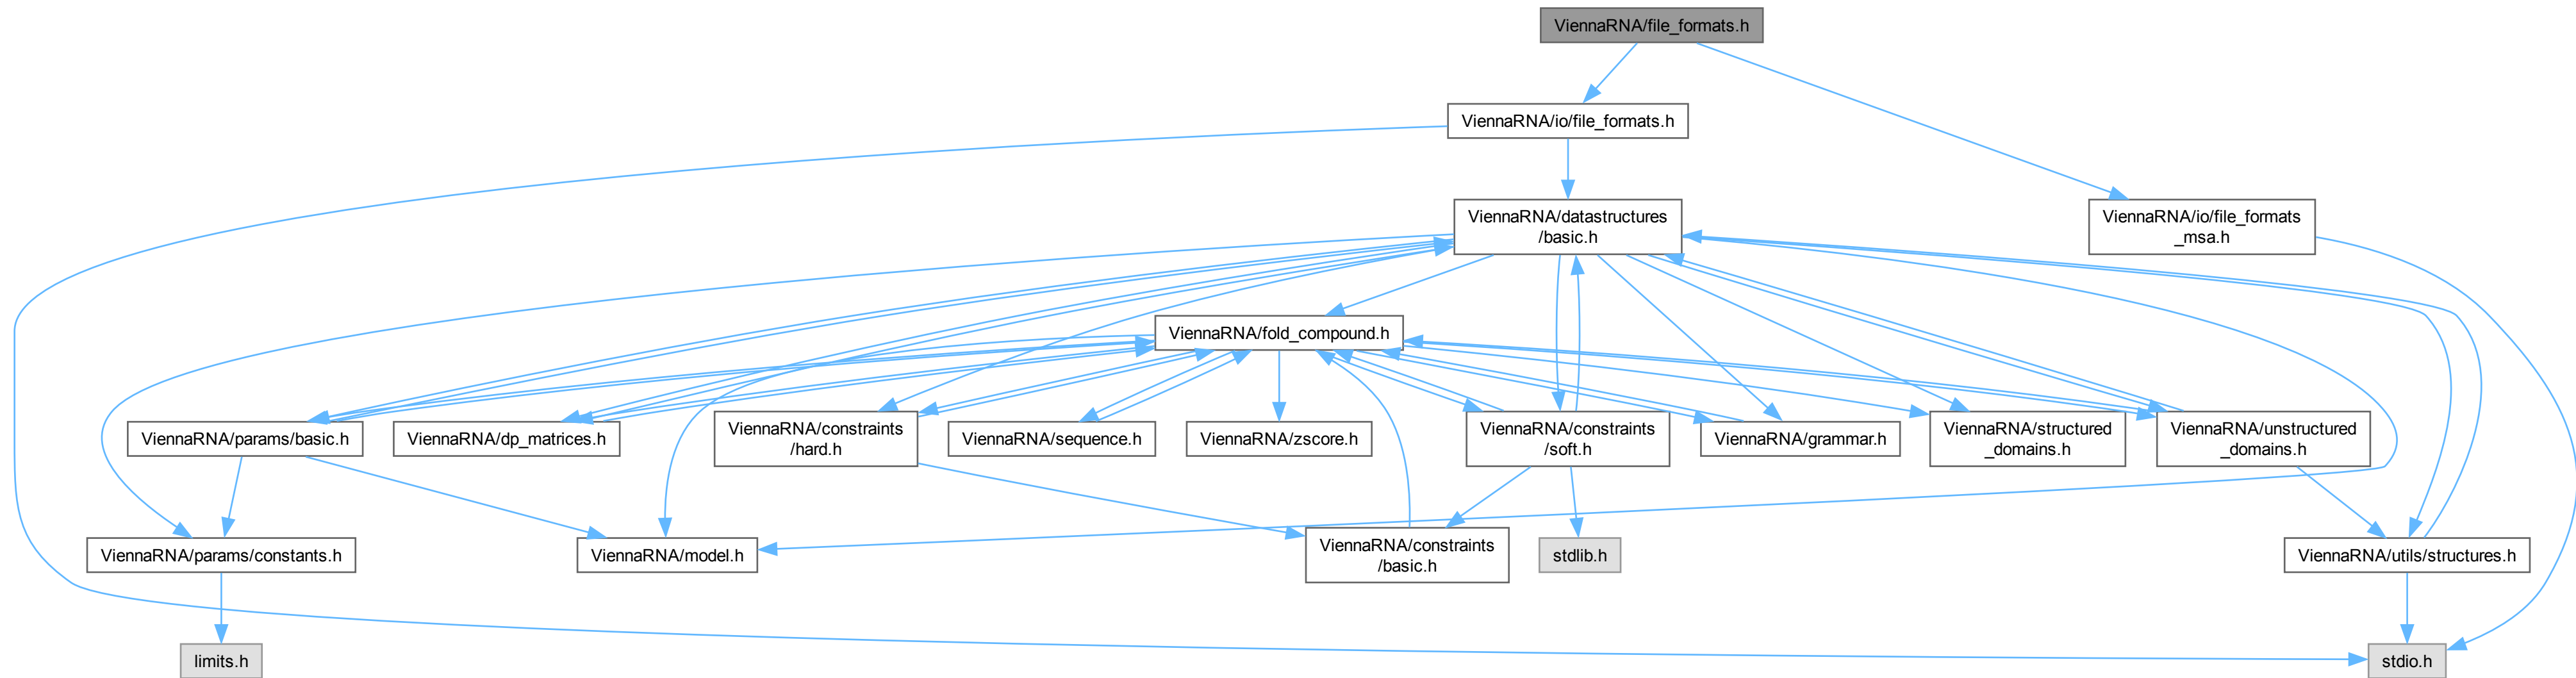 ViennaRNA/file_formats.h
ViennaRNA/io/file_formats.h
ViennaRNA/datastructures
/basic.h
ViennaRNA/io/file_formats
_msa.h
ViennaRNA/fold_compound.h
ViennaRNA/params/basic.h
ViennaRNA/dp_matrices.h
ViennaRNA/constraints
/hard.h
ViennaRNA/sequence.h
ViennaRNA/zscore.h
ViennaRNA/constraints
/soft.h
ViennaRNA/grammar.h
ViennaRNA/structured
_domains.h
ViennaRNA/unstructured
_domains.h
ViennaRNA/params/constants.h
ViennaRNA/model.h
ViennaRNA/constraints
/basic.h
stdlib.h
ViennaRNA/utils/structures.h
limits.h
stdio.h